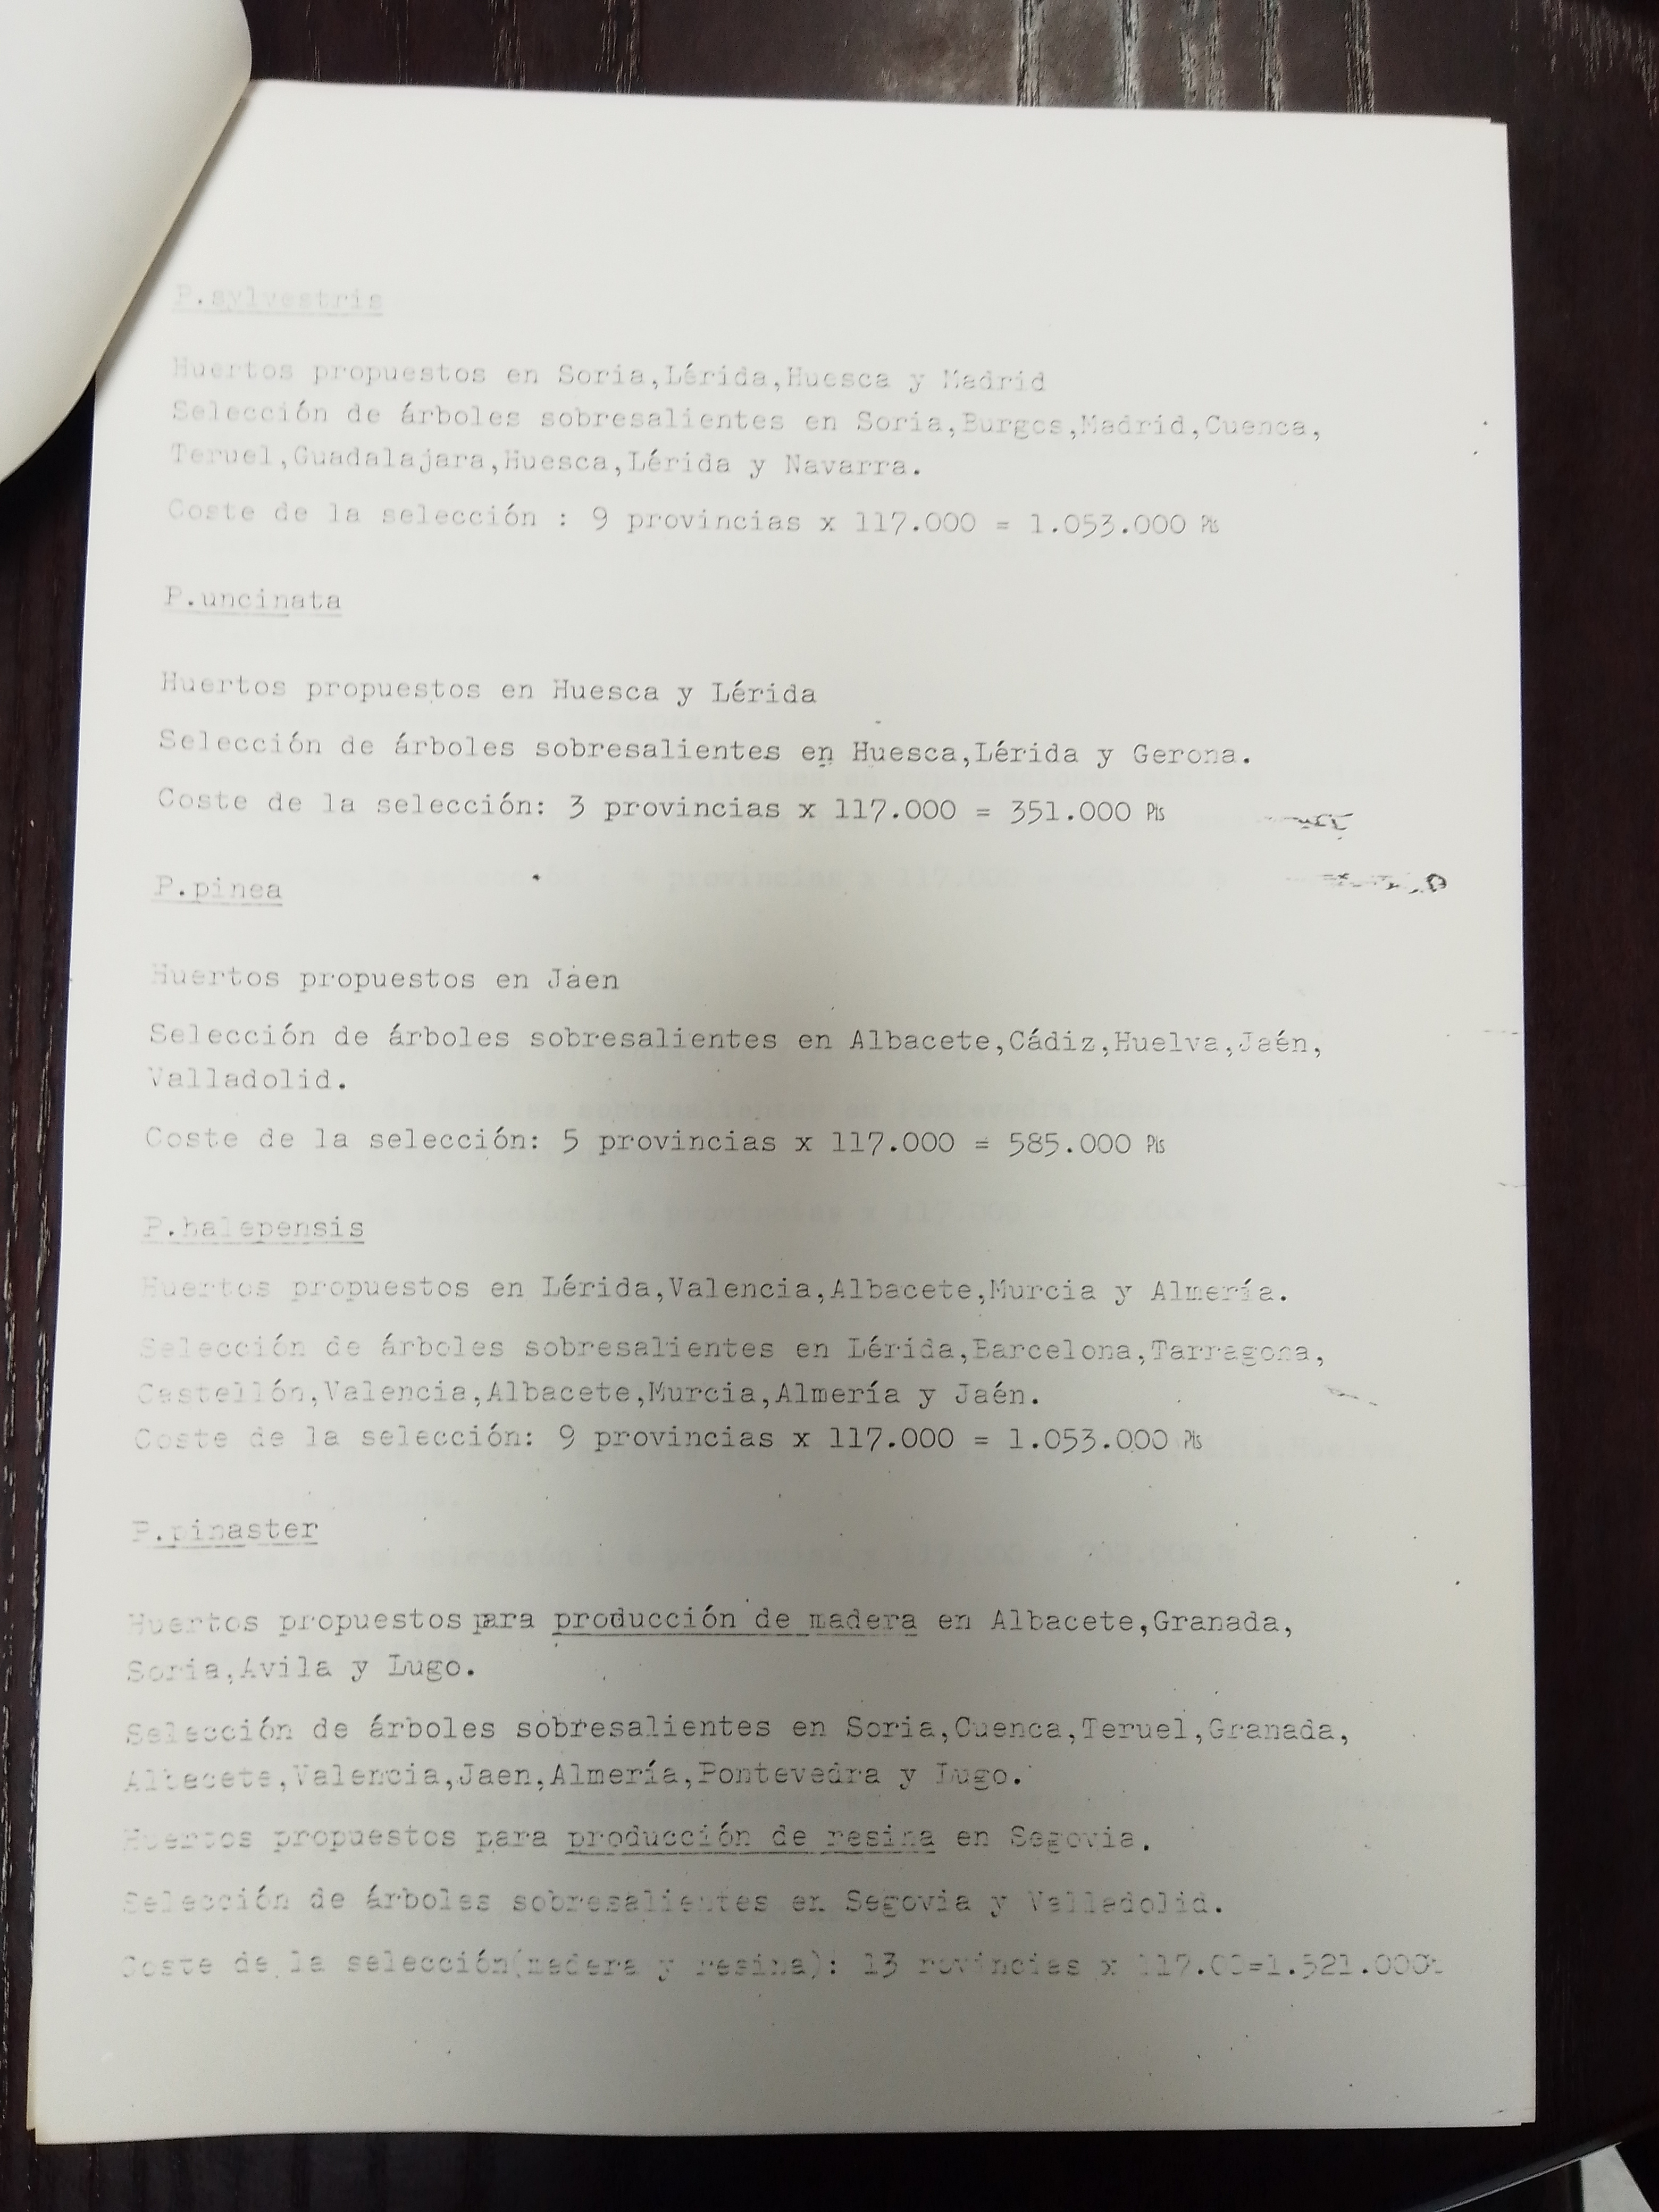 P.sylvestris
Huertos propuestos en Soria,Lérida,Huesca y Madrid
Selección de árboles sobresalientes en Soria,Burgos,Madrid,Cuenca,
Teruel,Guadalajara,Huesca,Lérida y Navarra.
Coste de la selección : 9 provincias x 117.000 = 1.053.000 Pts
P.uncinata
Huertos propuestos en Huesca y Lérida
Selección de árboles sobresalientes en Huesca,Lérida y Gerona.
Coste de la selección: 3 provincias x 117.000 = 351.000 Pts
P.pinea
Huertos propuestos en Jaen
Selección de árboles sobresalientes en Albacete,Cádiz,Huelva,Jaén,
Valladolid.
Coste de la selección: 5 provincias x 117.000 = 585.000 Pts
P.halepensis
Huertos propuestos en Lérida,Valencia,Albacete,Murcia y Almería.
Selección de árboles sobresalientes en Lérida,Barcelona,Tarragona,
Castellón,Valencia,Albacete,Murcia,Almería y Jaén.
Coste de la selección: 9 provincias x 117.000 = 1.053.000 Pts
P.pinaster
Huertos propuestos para producción de madera en Albacete,Granada,
Soria,Avila y Lugo.
Selección de árboles sobresalientes en Soria,Cuenca,Teruel,Granada,
Albacete,Valencia,Jaen,Almería,Pontevedra y Lugo.
Huertos propuestos para producción de resina en Segovia.
Selección de árboles sobresalientes en Segovia y Valladolid.
Coste de la selección(madera y resina): 13 rovincias x 117.00=1.521.000